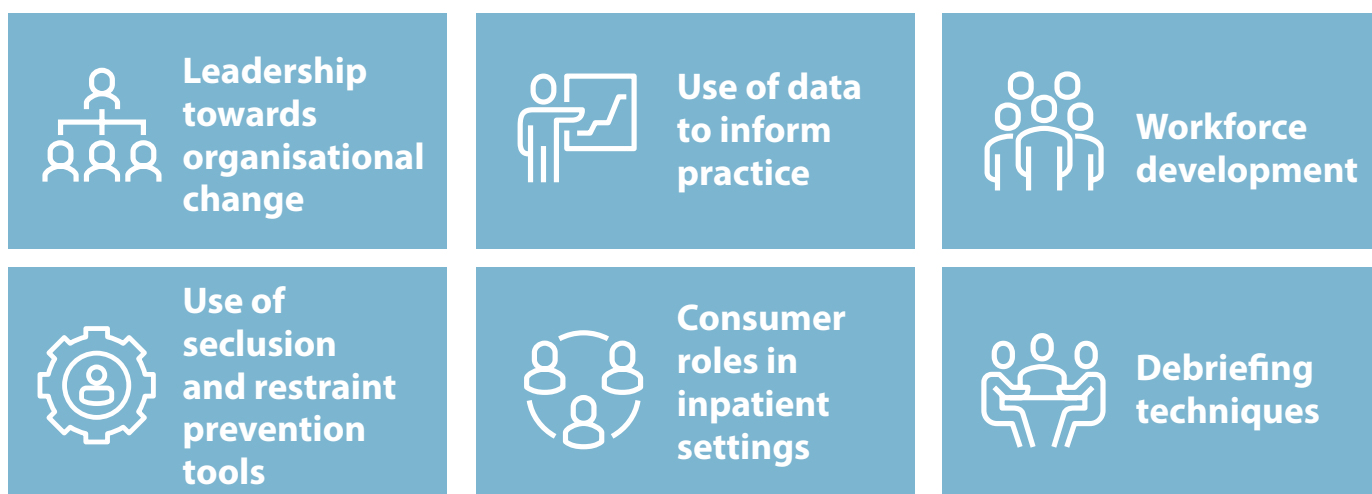 Leadership
towards
organisational
change
Use of data
to inform
practice
Workforce
development
Use of
seclusion
and restraint
prevention
tools
Consumer
roles in
inpatient
settings
Debriefing
techniques